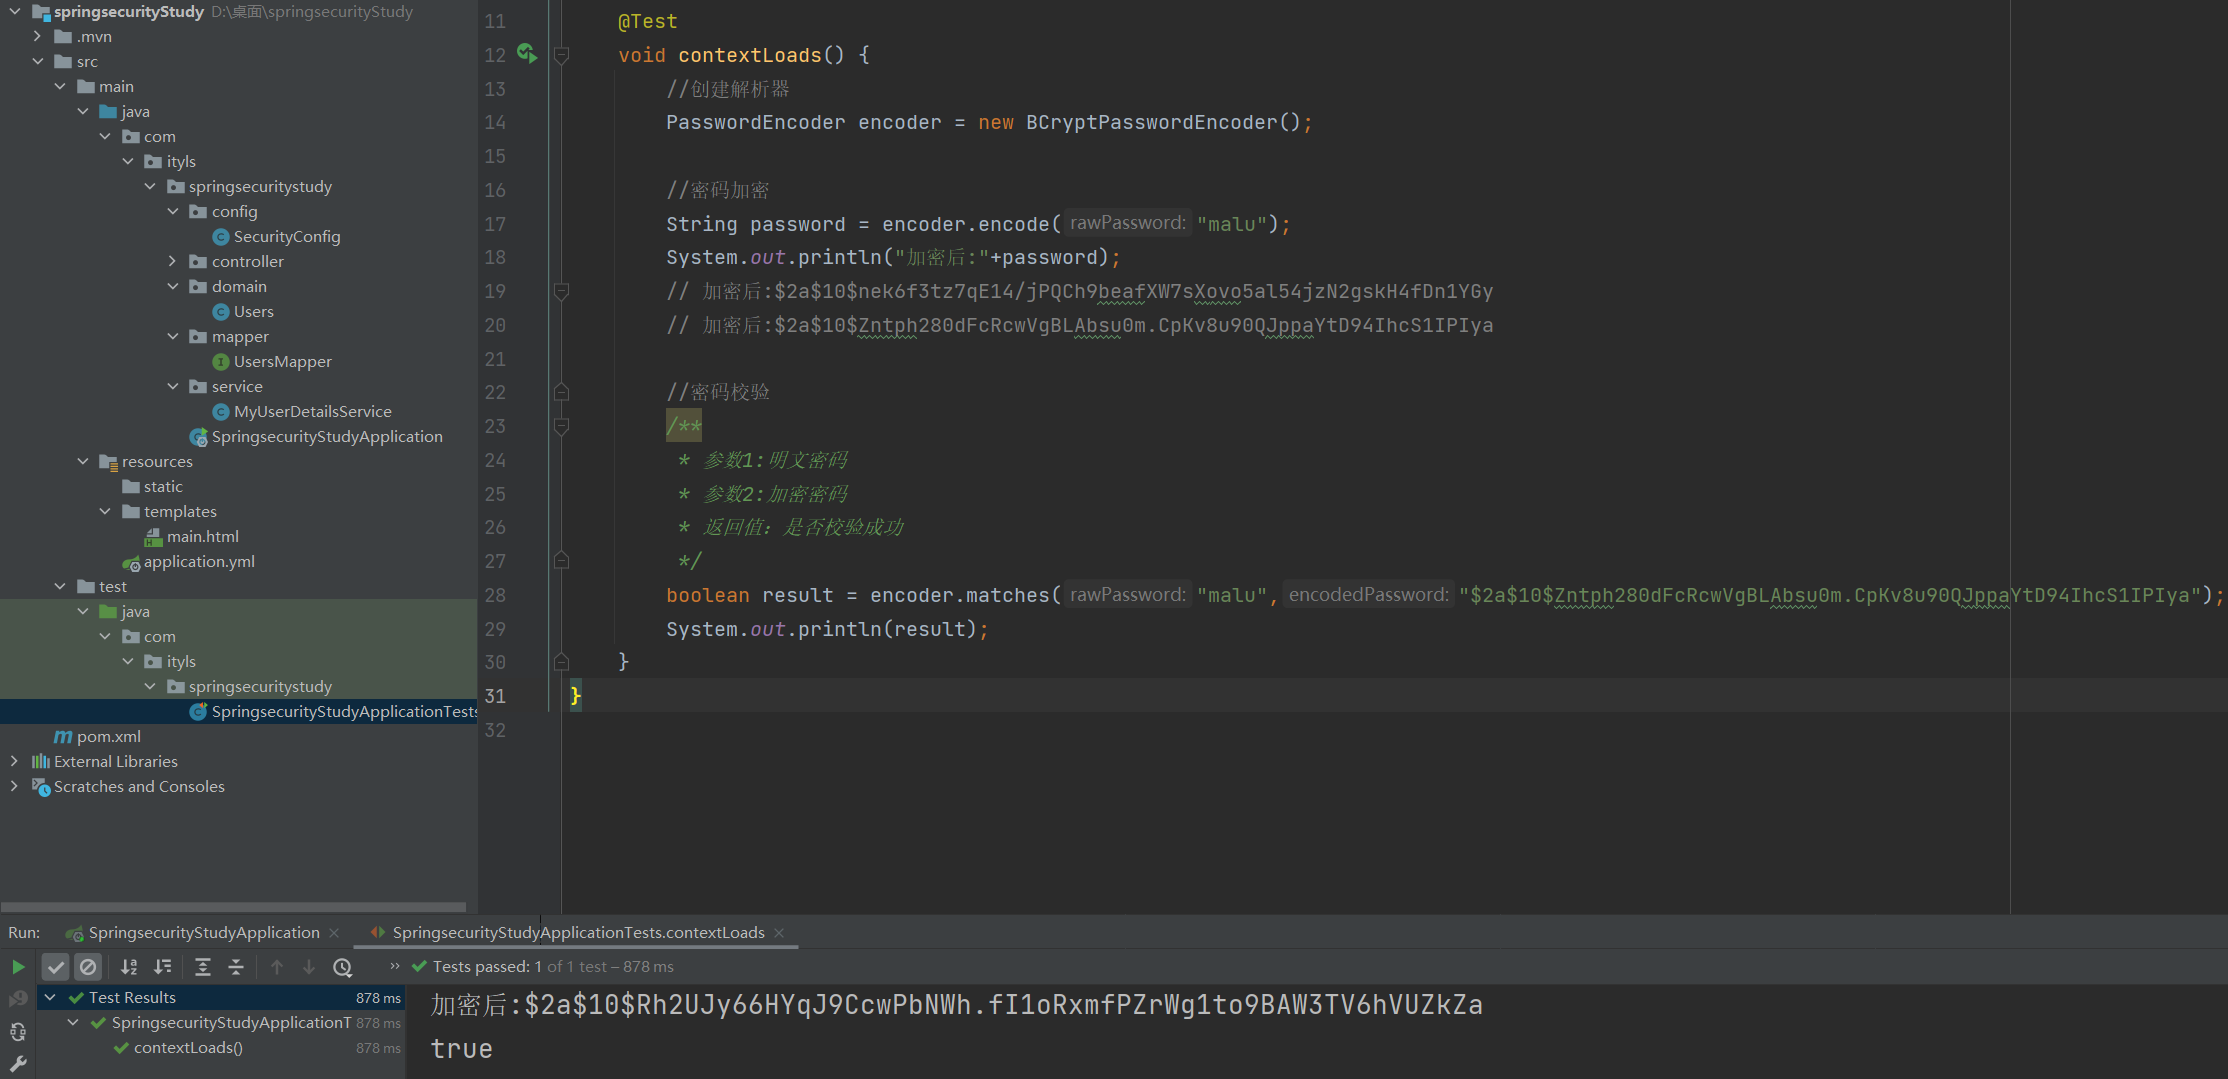 springsecurityStudy D:\桌面\springsecurityStudy
.mvn
src
main
java
com
ityls
springsecuritystudy
config
SecurityConfig
controller
domain
Users
mapper
UsersMapper
service
MyUserDetailsService
SpringsecurityStudyApplication
resources
static
templates
main.html
application.yml
test
java
com
ityls
springsecuritystudy
SpringsecurityStudyApplicationTests
pom.xml
External Libraries
Scratches and Consoles
11 @Test
12 void contextLoads() {
13 //创建解析器
14 PasswordEncoder encoder = new BCryptPasswordEncoder();
15
16 //密码加密
17 String password = encoder.encode( rawPassword: "malu");
18 System.out.println("加密后:"+password);
19 // 加密后:$2a$10$nek6f3tz7qE14/jPQCh9beafXW7sXovo5al54jzN2gskH4fDn1YGy
20 // 加密后:$2a$10$Zntph280dFcRcwVgBLAbsu0m.CpKv8u90QJppaYtD94IhcS1IPIya
21
22 //密码校验
23 /**
24 * 参数1:明文密码
25 * 参数2:加密密码
26 * 返回值：是否校验成功
27 */
28 boolean result = encoder.matches( rawPassword: "malu", encodedPassword: "$2a$10$Zntph280dFcRcwVgBLAbsu0m.CpKv8u90QJppaYtD94IhcS1IPIya");
29 System.out.println(result);
30 }
31 }
32
Run: SpringsecurityStudyApplication SpringsecurityStudyApplicationTests.contextLoads
Tests passed: 1 of 1 test – 878 ms
Test Results 878 ms
SpringsecurityStudyApplicationT 878 ms
contextLoads() 878 ms
加密后:$2a$10$Rh2UJy66HYqJ9CcwPbNWh.fI1oRxmfPZrWg1to9BAW3TV6hVUZkZa
true